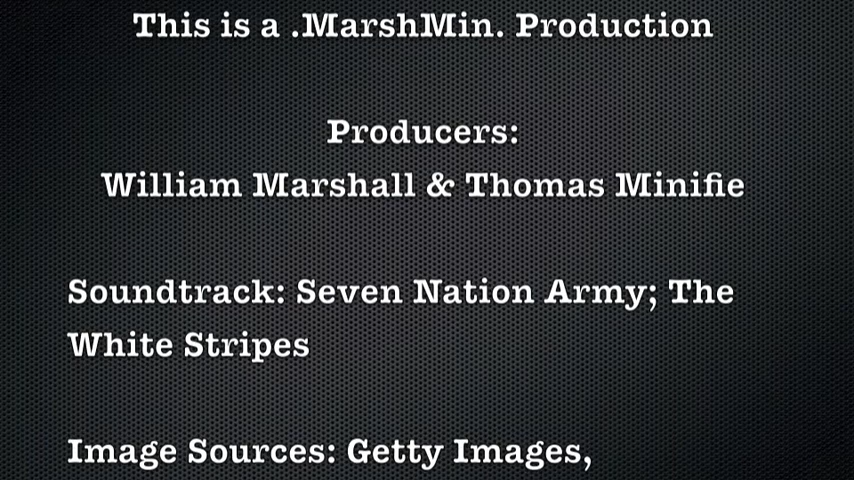 This is a .MarshMin. Production
Producers:
William Marshall & Thomas Minifie
Soundtrack: Seven Nation Army; The
White Stripes
Image Sources: Getty Images,